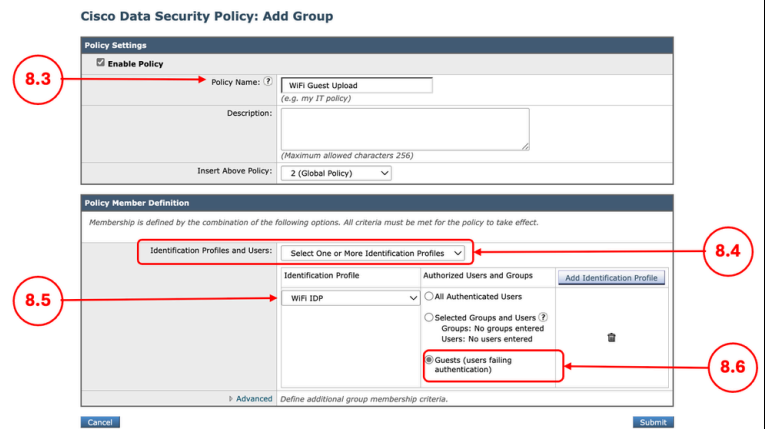 Cisco Data Security Policy: Add Group
Policy Settings
Enable Policy
8.3
Policy Name: ?
WiFi Guest Upload
(e.g. my IT policy)
Description:
(Maximum allowed characters 256)
Insert Above Policy:
2 (Global Policy)
Policy Member Definition
Membership is defined by the combination of the following options. All criteria must be met for the policy to take effect.
Identification Profiles and Users:
Select One or More Identification Profiles
8.4
Identification Profile
Authorized Users and Groups
Add Identification Profile
8.5
WiFi IDP
All Authenticated Users
Selected Groups and Users ?
Groups: No groups entered
Users: No users entered
Guests (users failing
authentication)
8.6
Advanced
Define additional group membership criteria.
Cancel
Submit